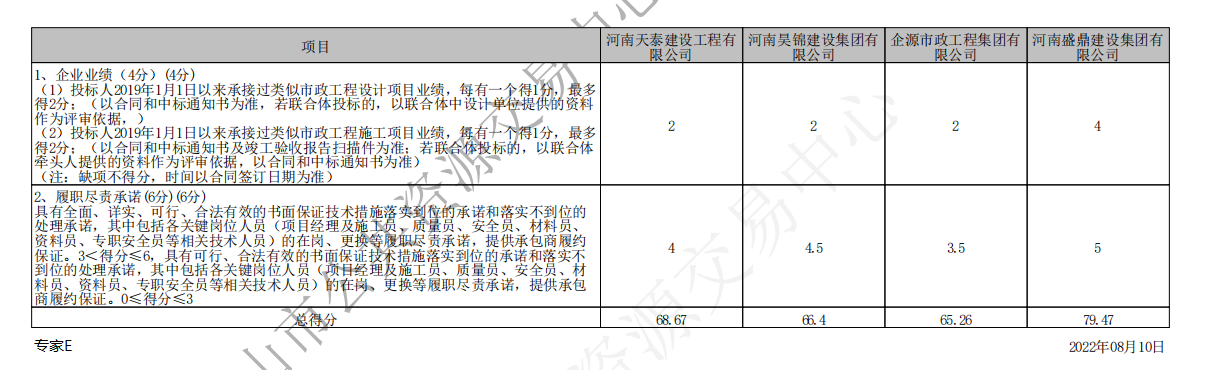 项目
河南天泰建设工程有
限公司
河南昊锦建设集团有
限公司
企源市政工程集团有
限公司
河南盛鼎建设集团有
限公司
1、企业业绩（4分）(4分)
（1）投标人2019年1月1日以来承接过类似市政工程设计项目业绩，每有一个得1分，最多
得2分；（以合同和中标通知书为准，若联合体投标的，以联合体中设计单位提供的资料
作为评审依据，）
（2）投标人2019年1月1日以来承接过类似市政工程施工项目业绩，每有一个得1分，最多
得2分；（以合同和中标通知书及竣工验收报告扫描件为准；若联合体投标的，以联合体
牵头人提供的资料作为评审依据，以合同和中标通知书为准）
（注：缺项不得分，时间以合同签订日期为准）
2
2
2
4
2、履职尽责承诺(6分)(6分)
具有全面、详实、可行、合法有效的书面保证技术措施落实到位的承诺和落实不到位的
处理承诺，其中包括各关键岗位人员（项目经理及施工员、质量员、安全员、材料员、
资料员、专职安全员等相关技术人员）的在岗、更换等履职尽责承诺，提供承包商履约
保证。3＜得分≤6，具有可行、合法有效的书面保证技术措施落实到位的承诺和落实不
到位的处理承诺，其中包括各关键岗位人员（项目经理及施工员、质量员、安全员、材
料员、资料员、专职安全员等相关技术人员）的在岗、更换等履职尽责承诺，提供承包
商履约保证。0≤得分≤3
4
4.5
3.5
5
总得分
68.67
66.4
65.26
79.47
专家E
2022年08月10日
山市公共资源交易中心
资源交易中心